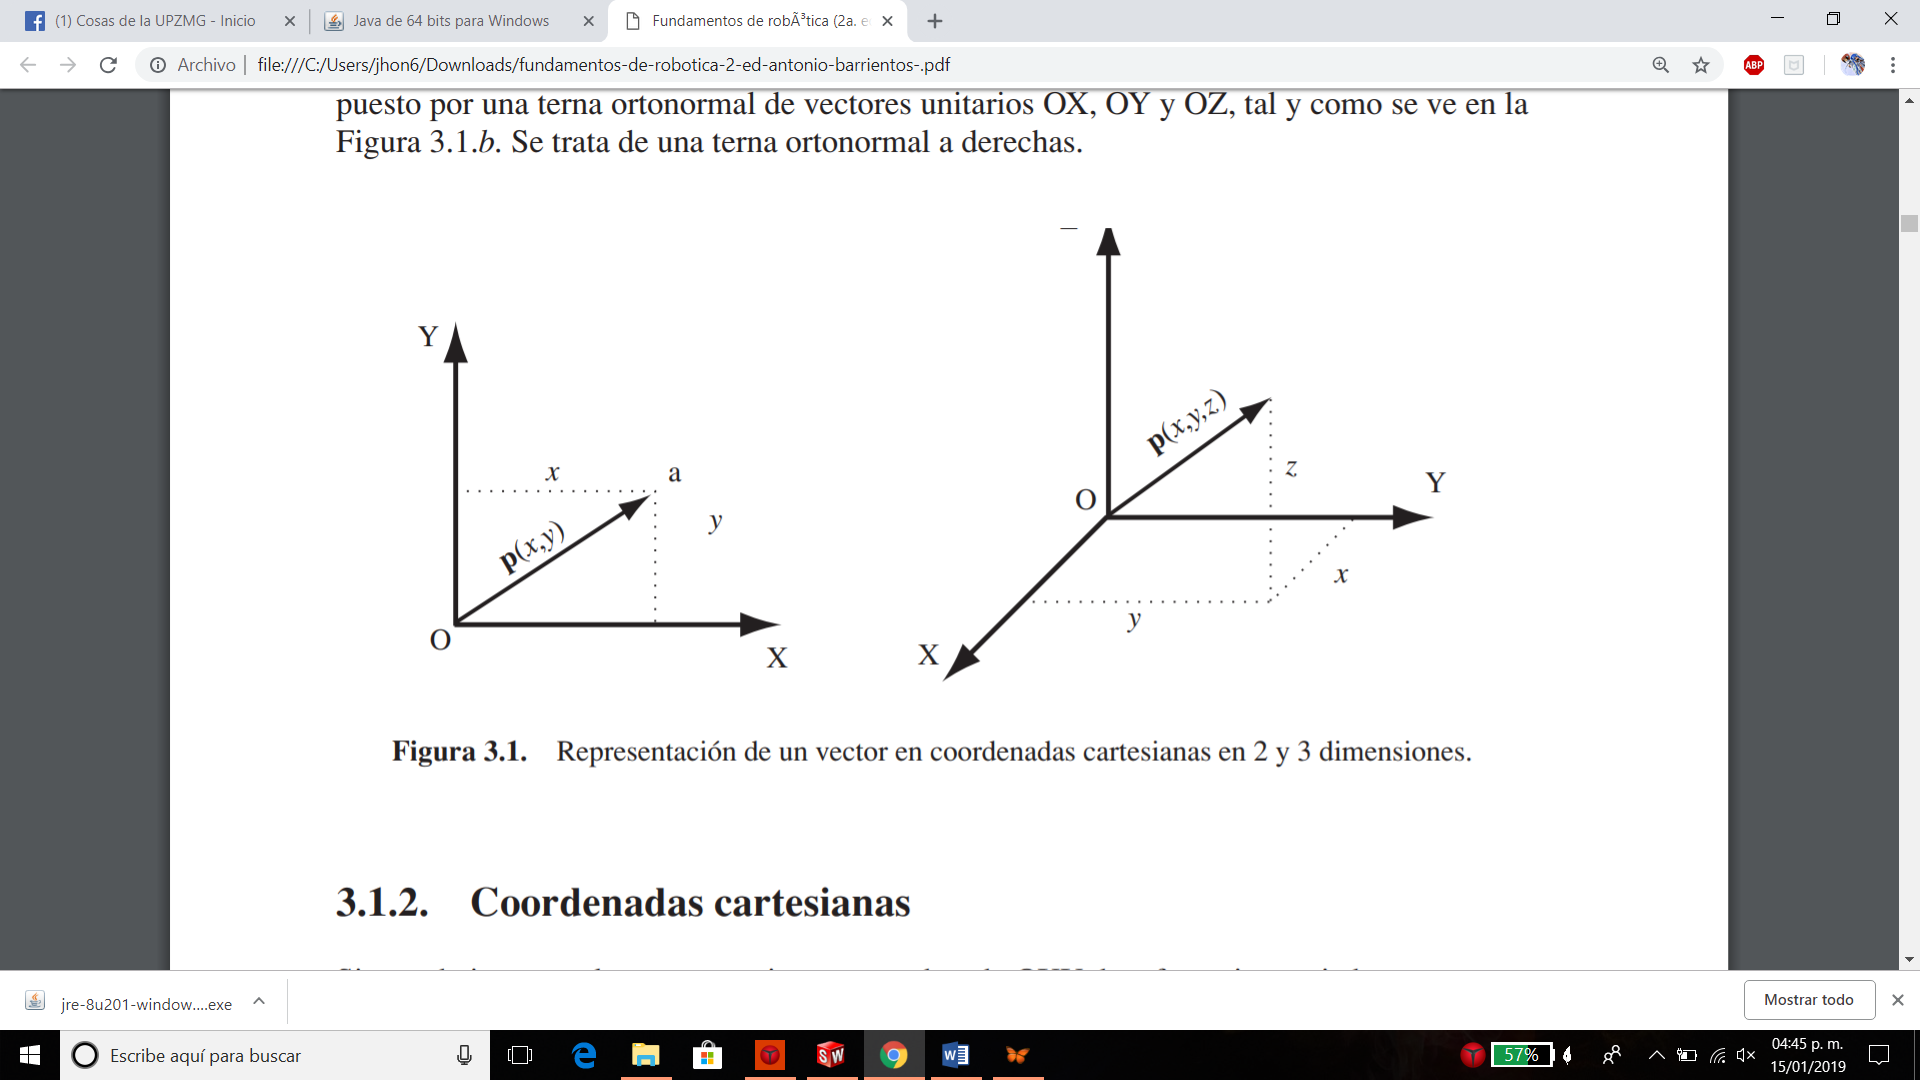 (1) Cosas de la UPZMG - Inicio
Java de 64 bits para Windows
Fundamentos de robÃ³tica (2a. e
Archivo
file:///C:/Users/jhon6/Downloads/fundamentos-de-robotica-2-ed-antonio-barrientos-.pdf
ABP
puesto por una terna ortonormal de vectores unitarios OX, OY y OZ, tal y como se ve en la
Figura 3.1.b. Se trata de una terna ortonormal a derechas.
Y
x
a
p(x,y)
y
O
X
p(x,y,z)
z
O
Y
x
y
X
Figura 3.1. Representación de un vector en coordenadas cartesianas en 2 y 3 dimensiones.
3.1.2. Coordenadas cartesianas
jre-8u201-window....exe
Mostrar todo
Escribe aquí para buscar
57%
04:45 p. m.
15/01/2019